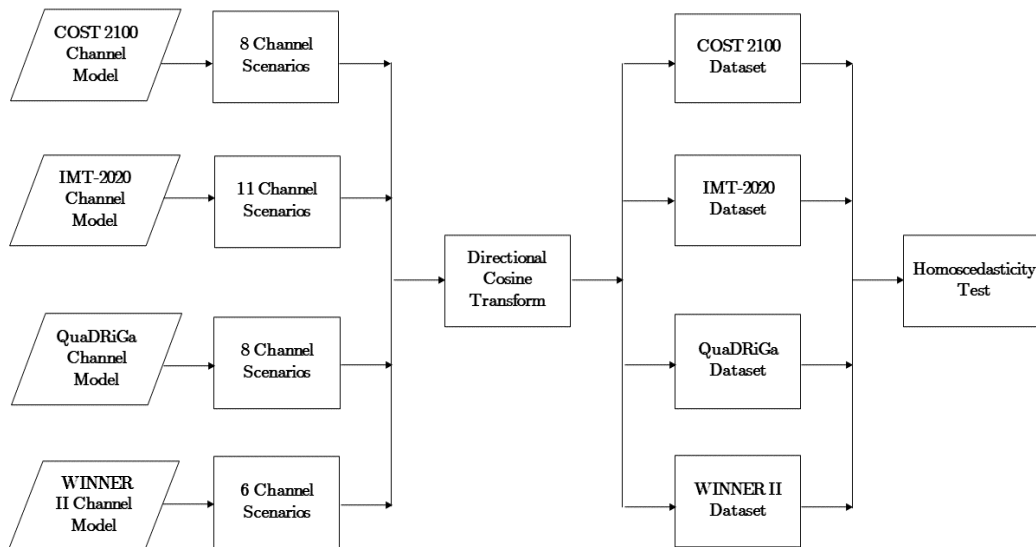 COST 2100
Channel
Model
8 Channel
Scenarios
COST 2100
Dataset
IMT-2020
Channel
Model
11 Channel
Scenarios
IMT-2020
Dataset
Directional
Cosine
Transform
Homoscedasticity
Test
QuaDRiGa
Channel
Model
8 Channel
Scenarios
QuaDRiGa
Dataset
WINNER
II Channel
Model
6 Channel
Scenarios
WINNER II
Dataset